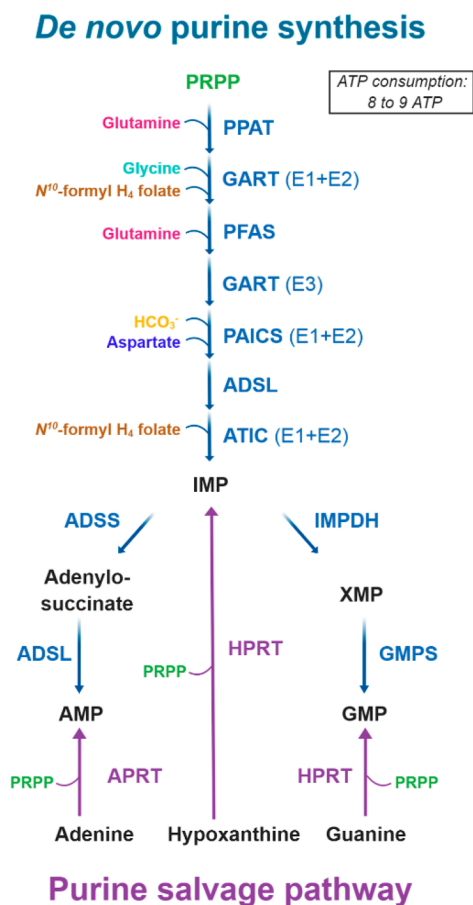 De novo purine synthesis
PRPP
ATP consumption:
8 to 9 ATP
Glutamine
PPAT
Glycine
N¹⁰-formyl H₄ folate
GART (E1+E2)
Glutamine
PFAS
GART (E3)
HCO₃⁻
Aspartate
PAICS (E1+E2)
ADSL
N¹⁰-formyl H₄ folate
ATIC (E1+E2)
IMP
ADSS
IMPDH
Adenylo-
succinate
XMP
ADSL
HPRT
PRPP
GMPS
AMP
GMP
PRPP
APRT
HPRT
PRPP
Adenine
Hypoxanthine
Guanine
Purine salvage pathway